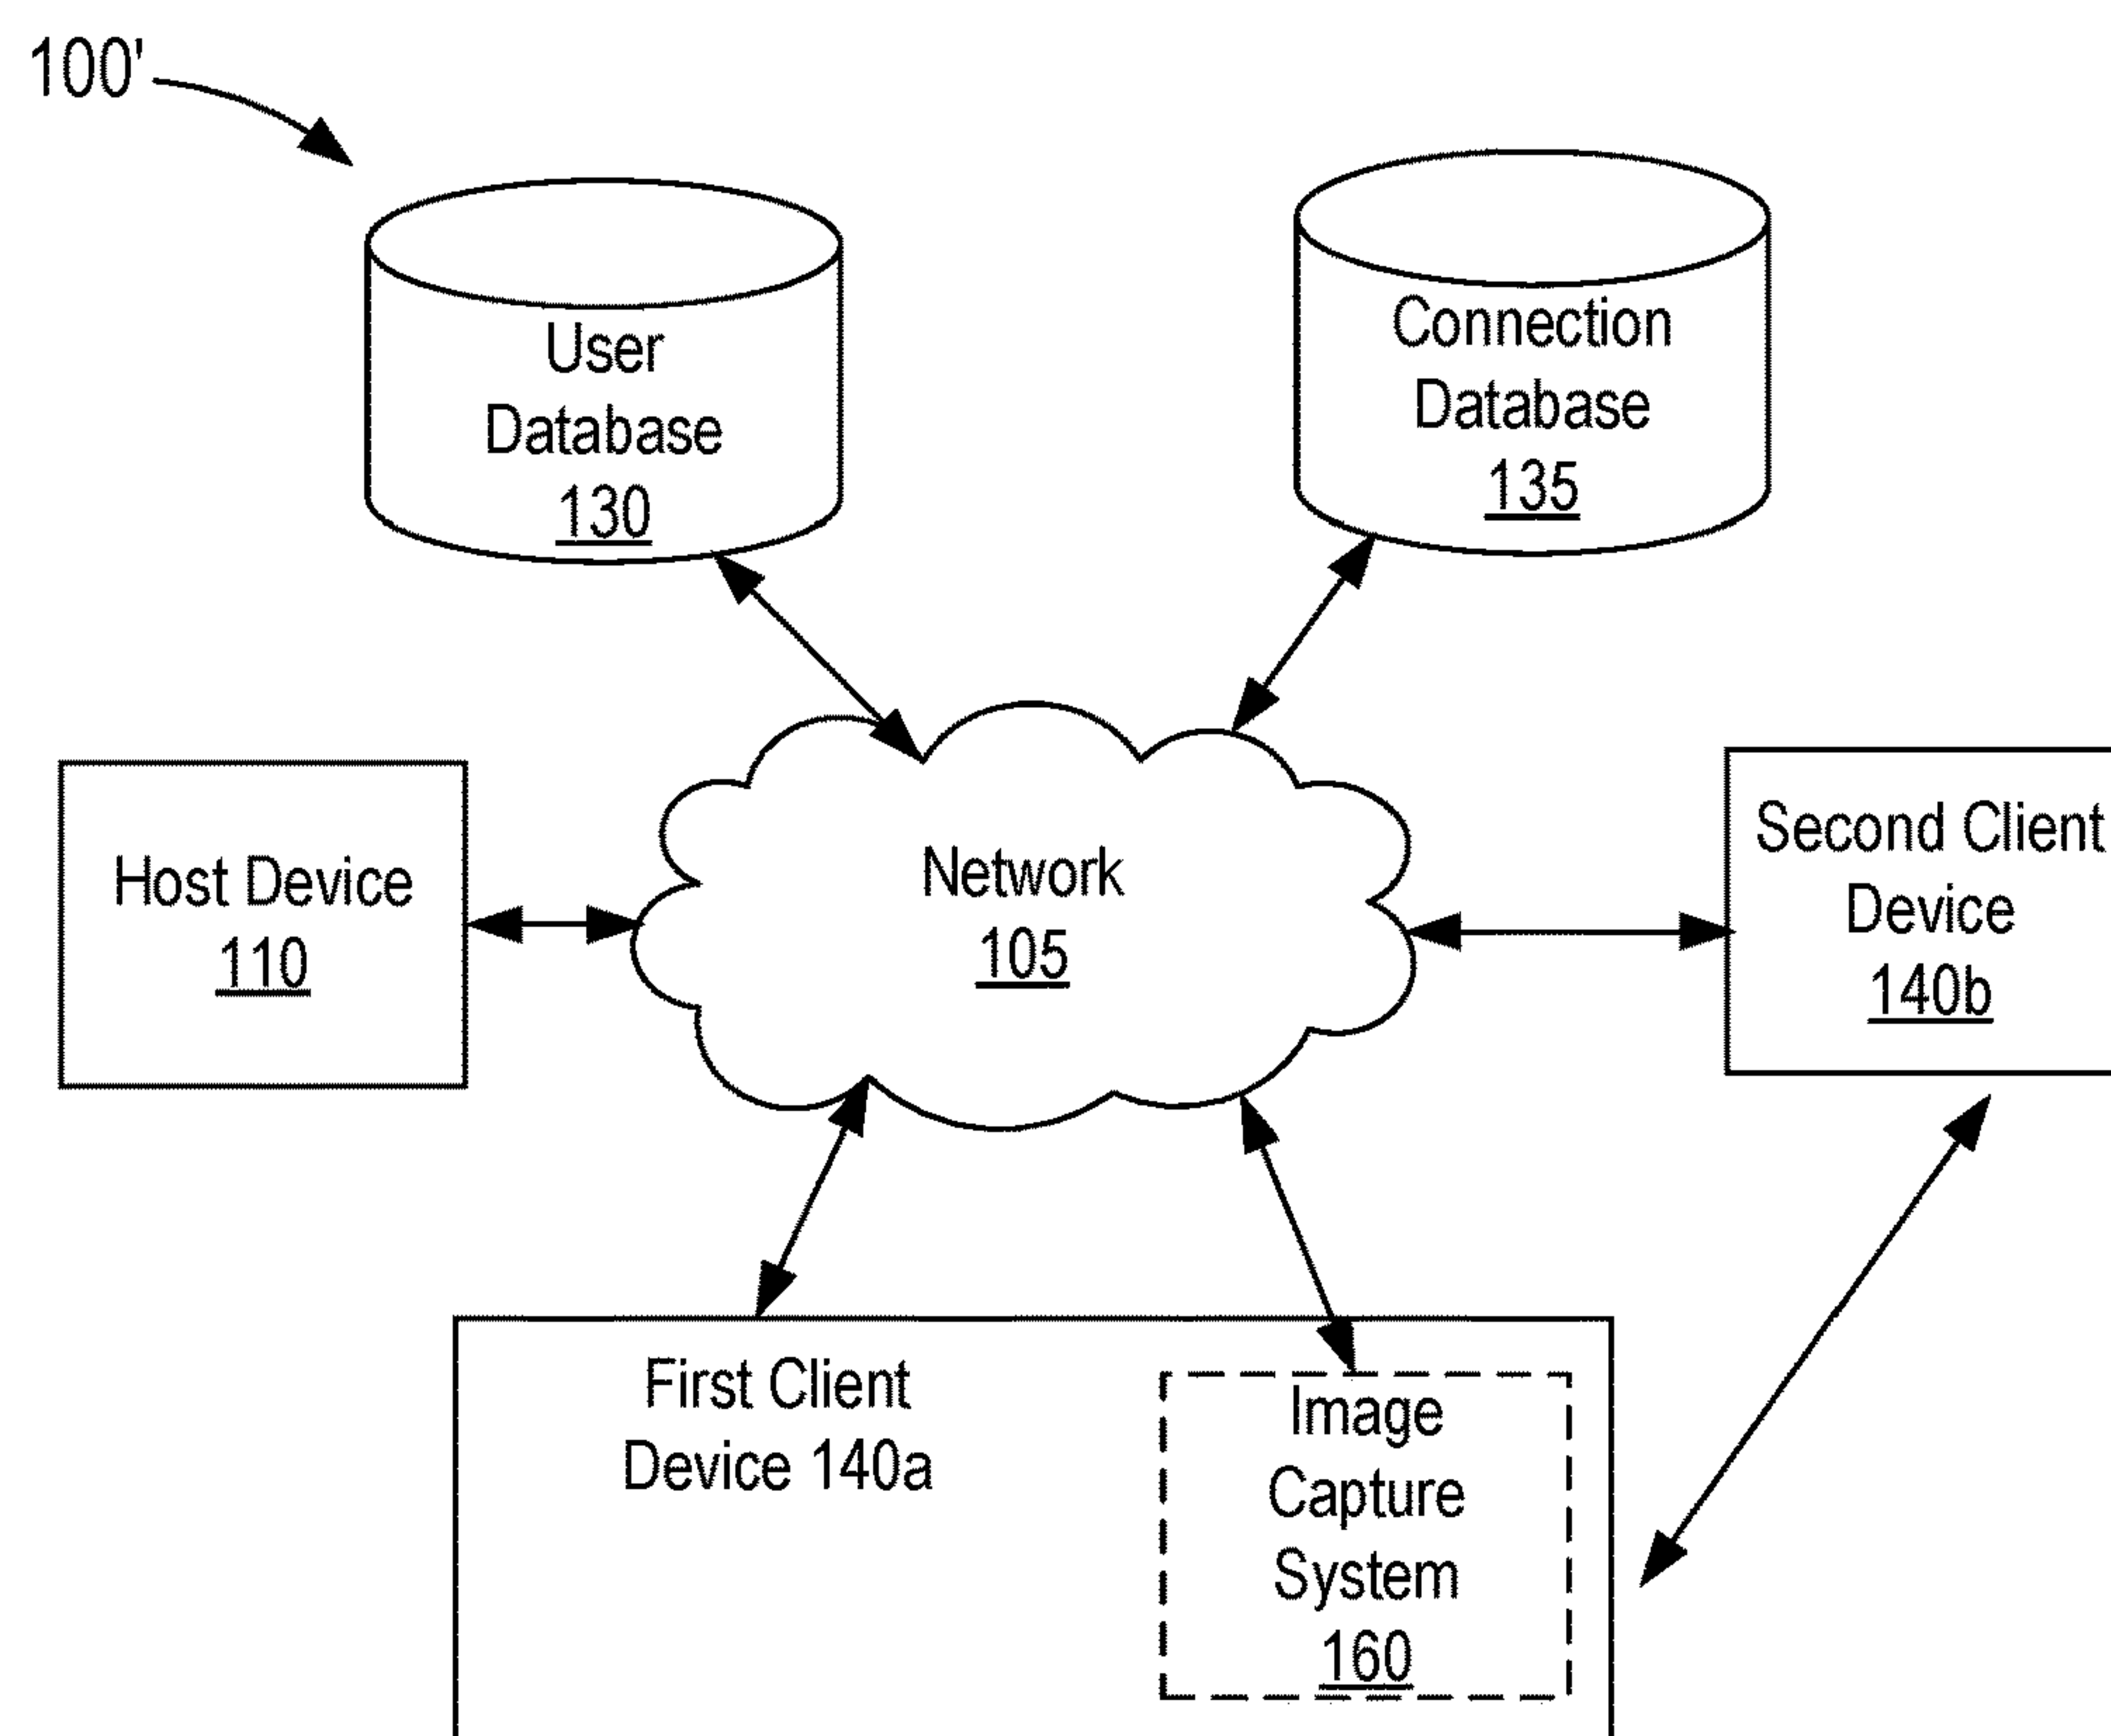 100'
User
Database
130
Connection
Database
135
Host Device
110
Network
105
Second Client
Device
140b
First Client
Device 140a
Image
Capture
System
160